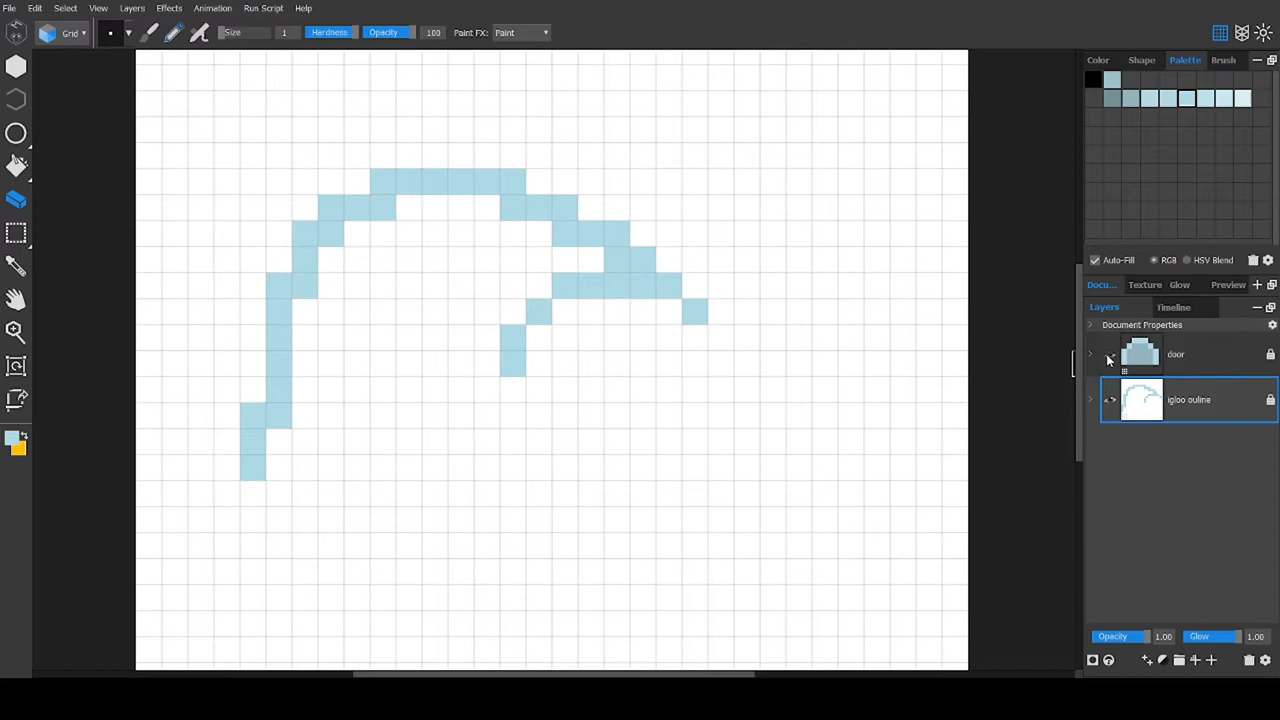 File Edit Select View Layers Effects Animation Run Script Help
Grid Size 1 Hardness Opacity 100 Paint FX: Paint
Color Shape Palette Brush
Auto-Fill RGB HSV Blend
Docu... Texture Glow Preview
Layers Timeline
Document Properties
door
igloo ouline
Opacity 1.00 Glow 1.00